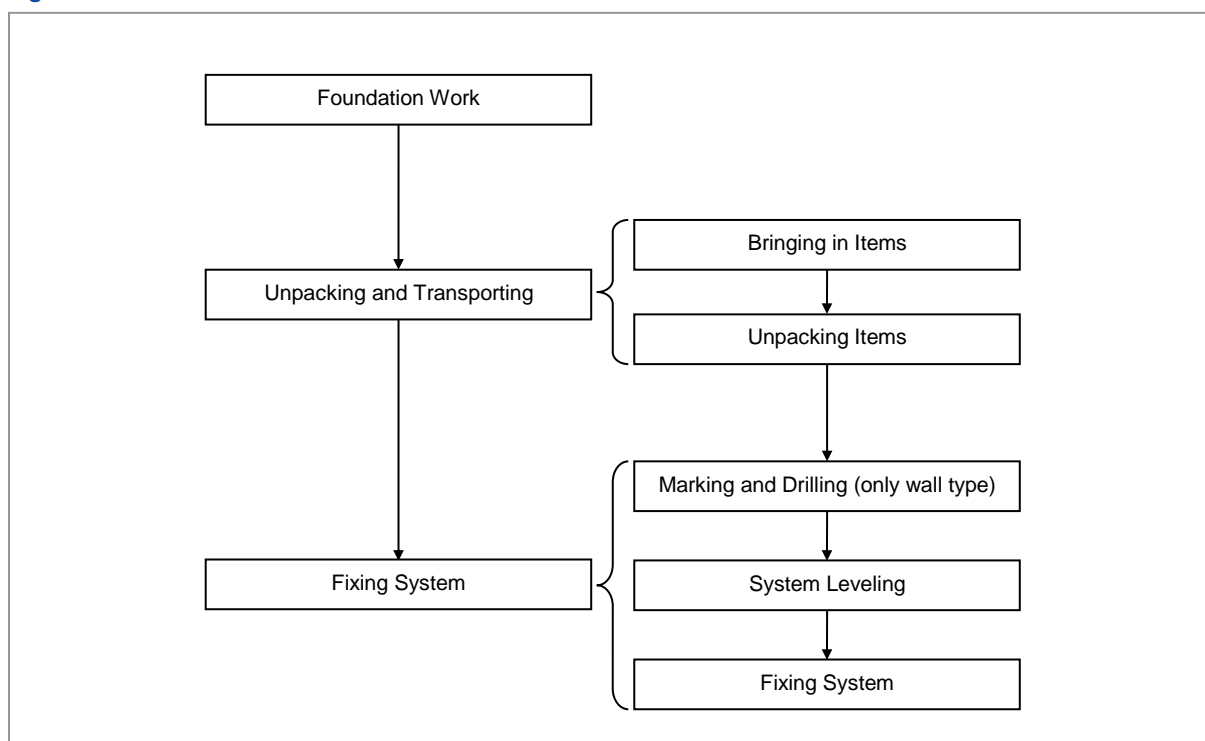 Foundation Work
Bringing in Items
Unpacking and Transporting
Unpacking Items
Marking and Drilling (only wall type)
Fixing System
System Leveling
Fixing System